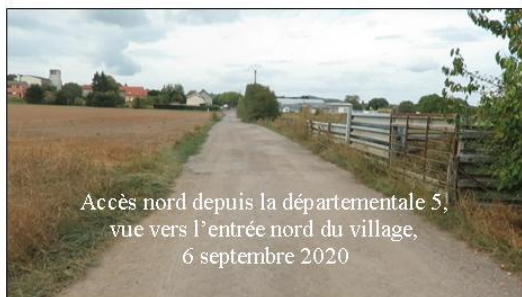 Accès nord depuis la départementale 5,
vue vers l’entrée nord du village,
6 septembre 2020